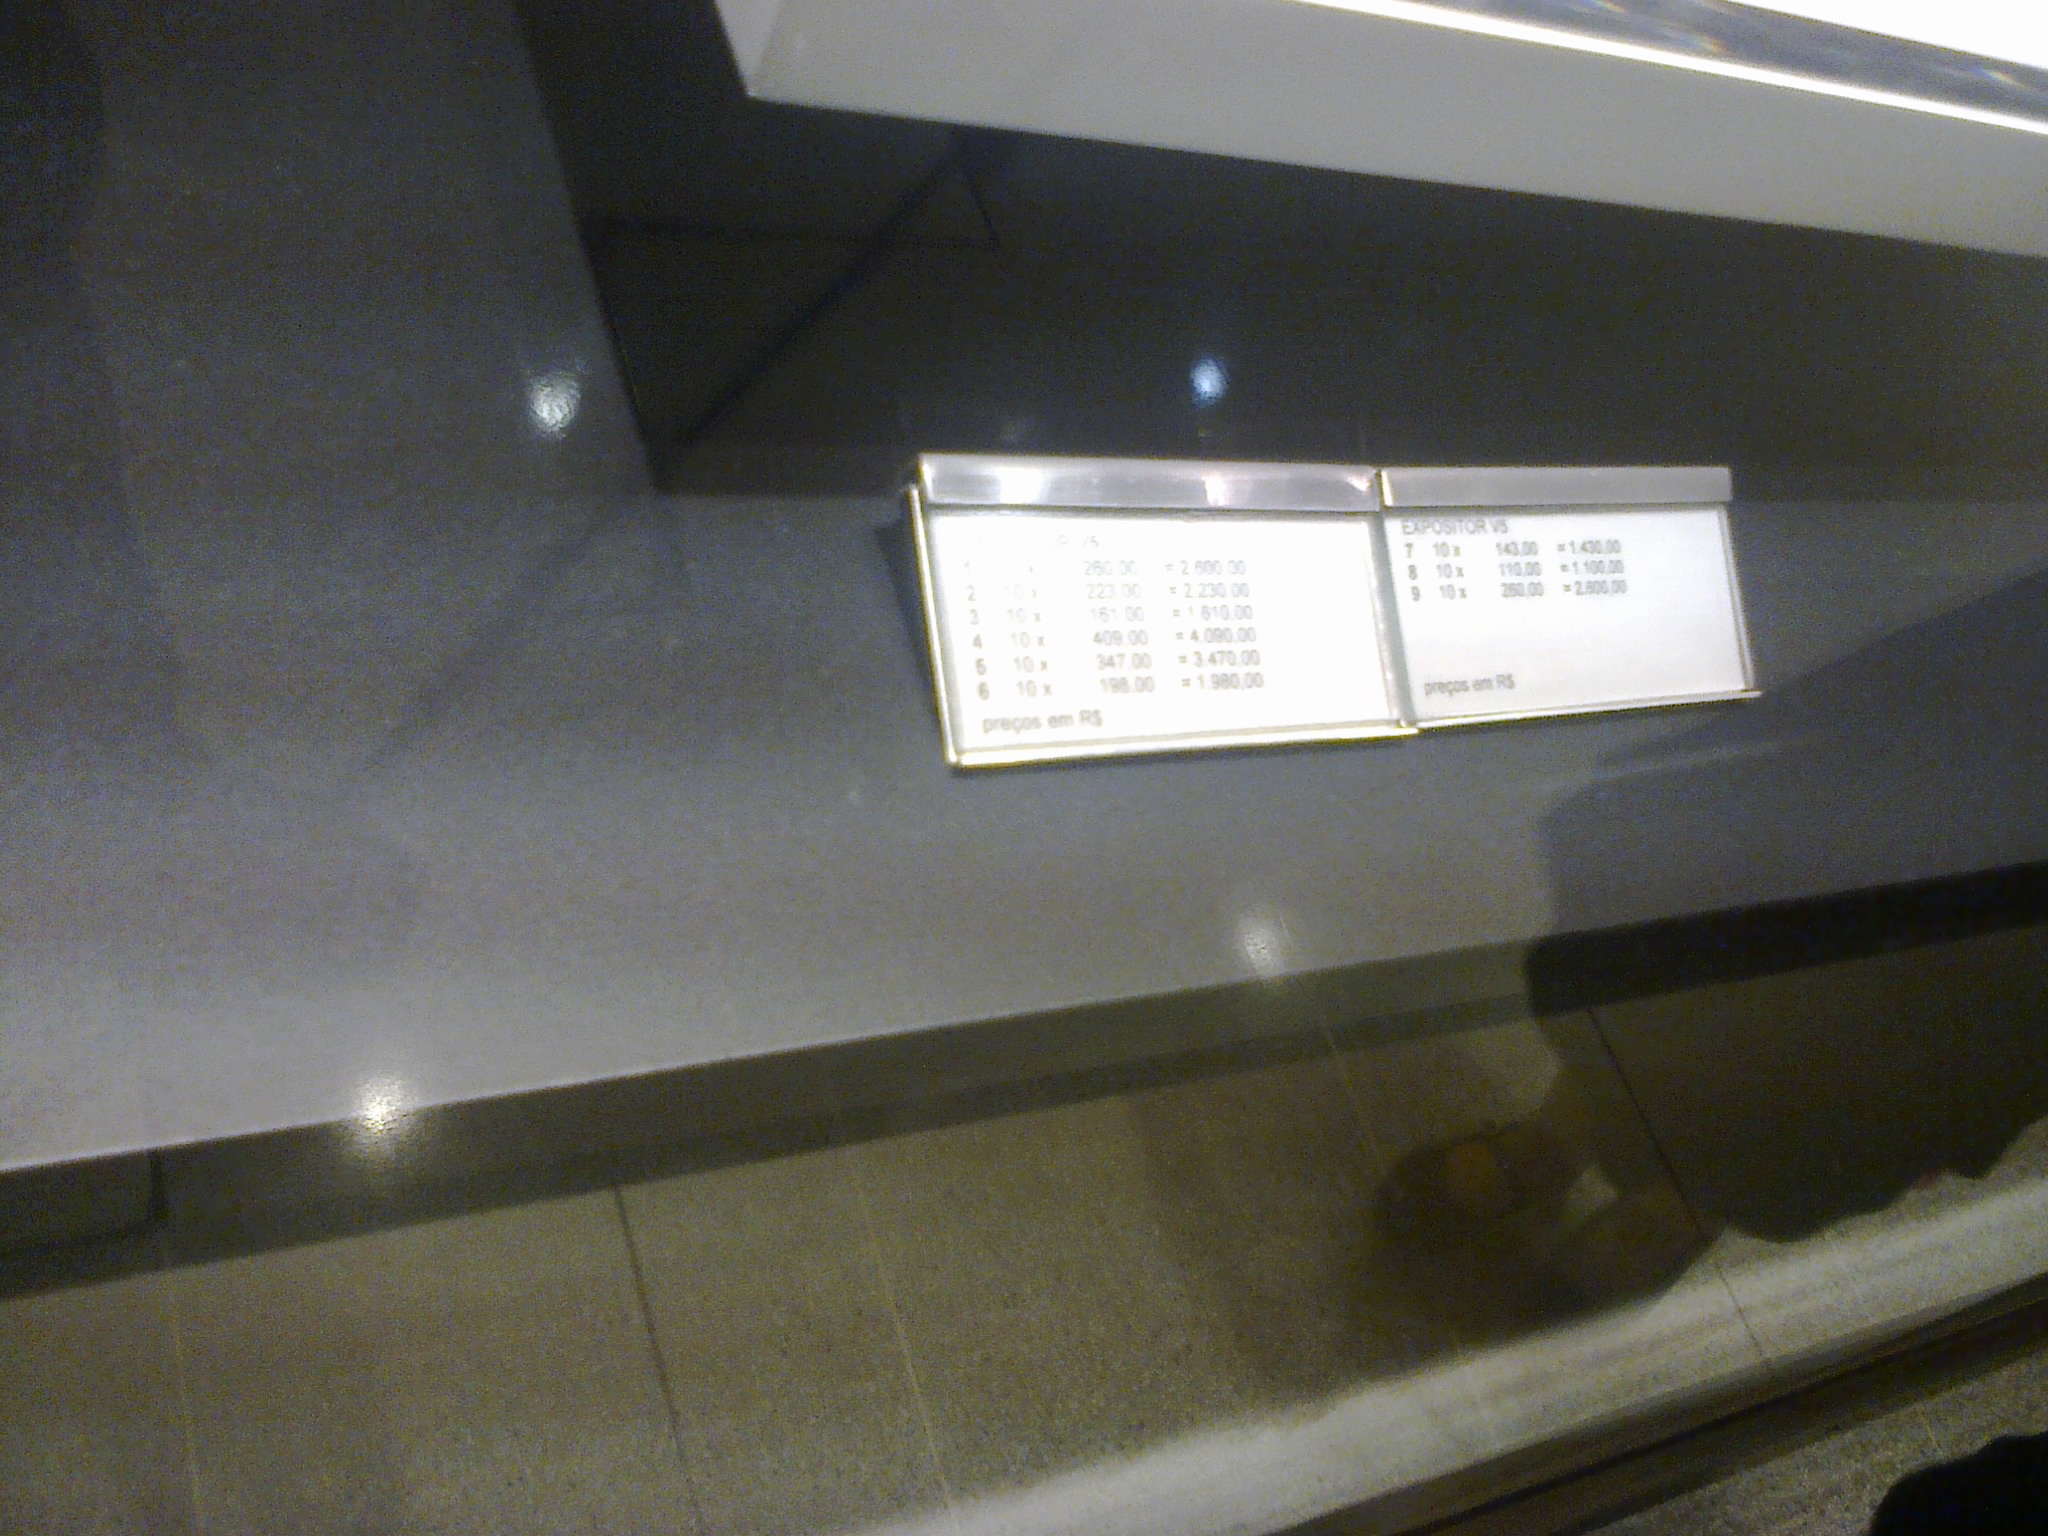 V5
260,00 = 2.600,00
2 10 x 223,00 = 2.230,00
3 10 x 161,00 = 1.610,00
4 10 x 409,00 = 4.090,00
5 10 x 347,00 = 3.470,00
6 10 x 198,00 = 1.980,00
preços em R$
EXPOSITOR V5
7 10 x 143,00 = 1.430,00
8 10 x 110,00 = 1.100,00
9 10 x 260,00 = 2.600,00
preços em R$